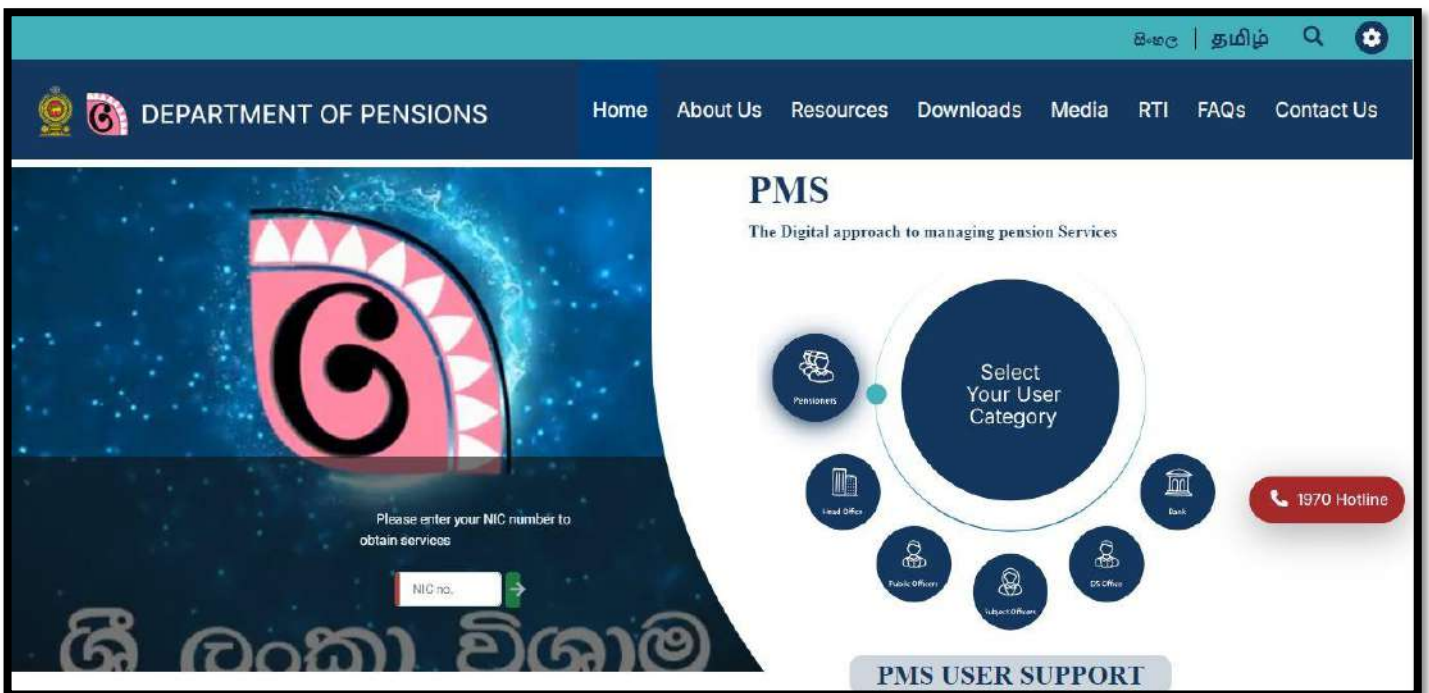 සිංහල | தமிழ்
DEPARTMENT OF PENSIONS
Home About Us Resources Downloads Media RTI FAQs Contact Us
PMS
The Digital approach to managing pension Services
Select
Your User
Category
Pensioners
Head Office
Bank
Public Officers
DS Office
Subject Officers
1970 Hotline
Please enter your NIC number to
obtain services
NIC no.
ශ්‍රී ලංකා විශ්‍රාම
PMS USER SUPPORT